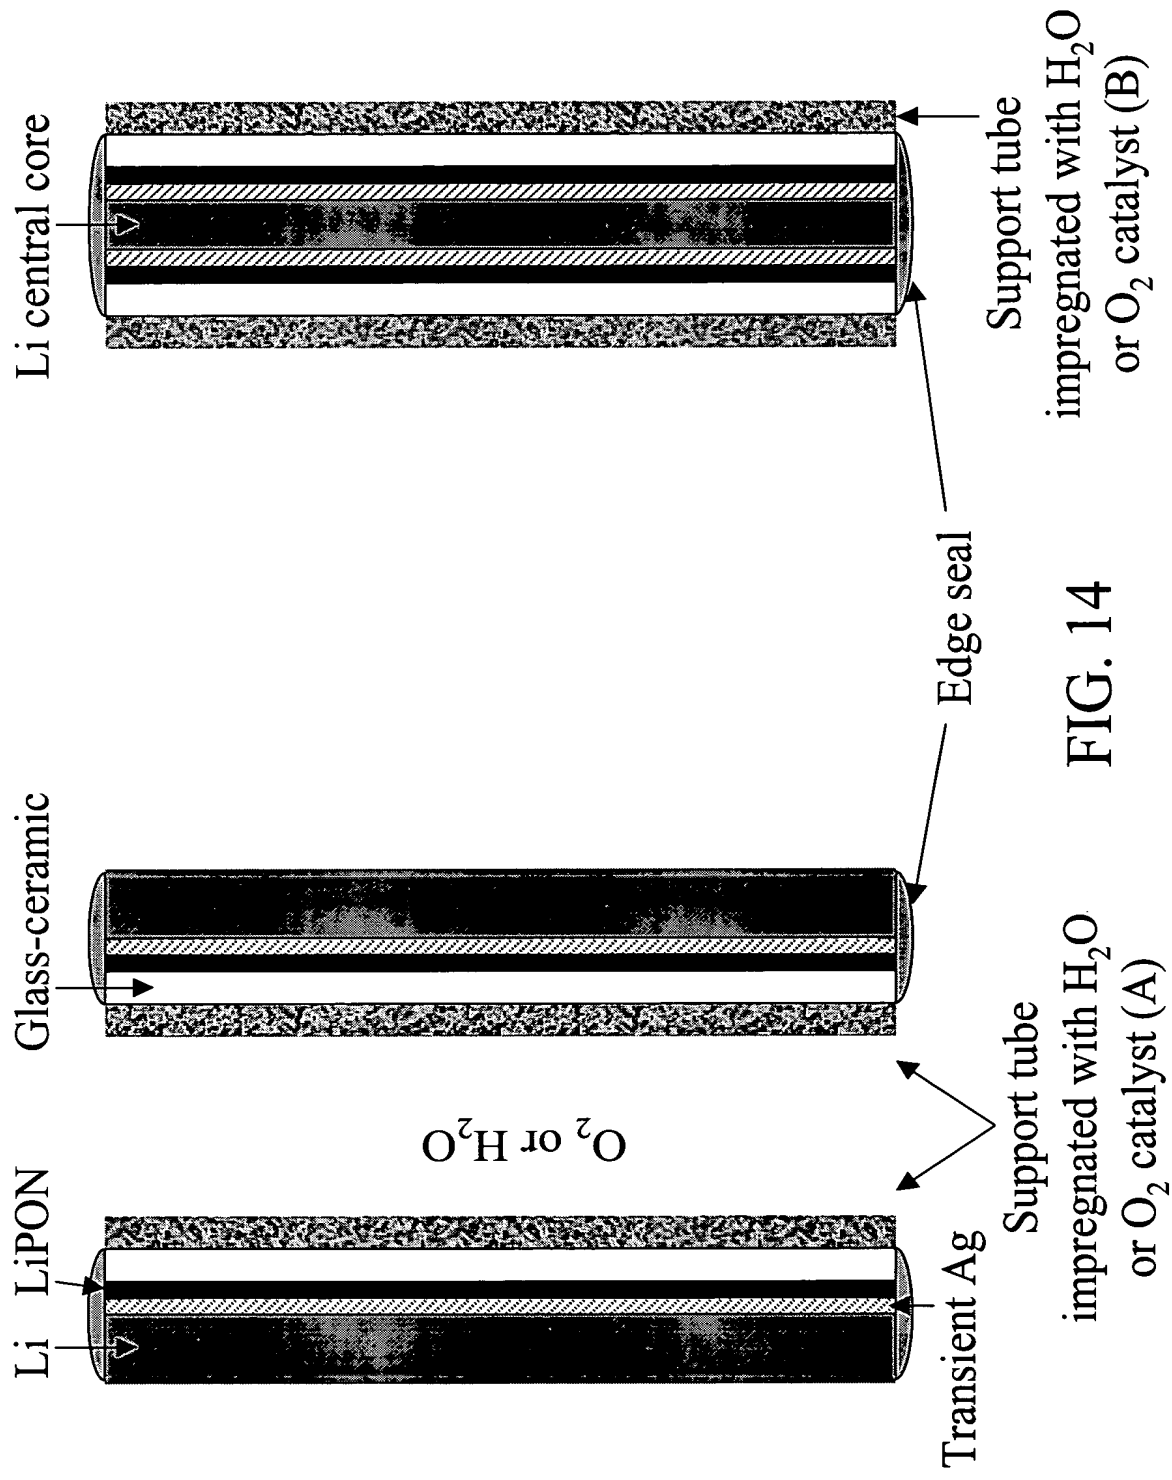 Li
LiPON
Glass-ceramic
Li central core
O₂ or H₂O
Transient Ag
Support tube
impregnated with H₂O
or O₂ catalyst (A)
Edge seal
Support tube
impregnated with H₂O
or O₂ catalyst (B)
FIG. 14